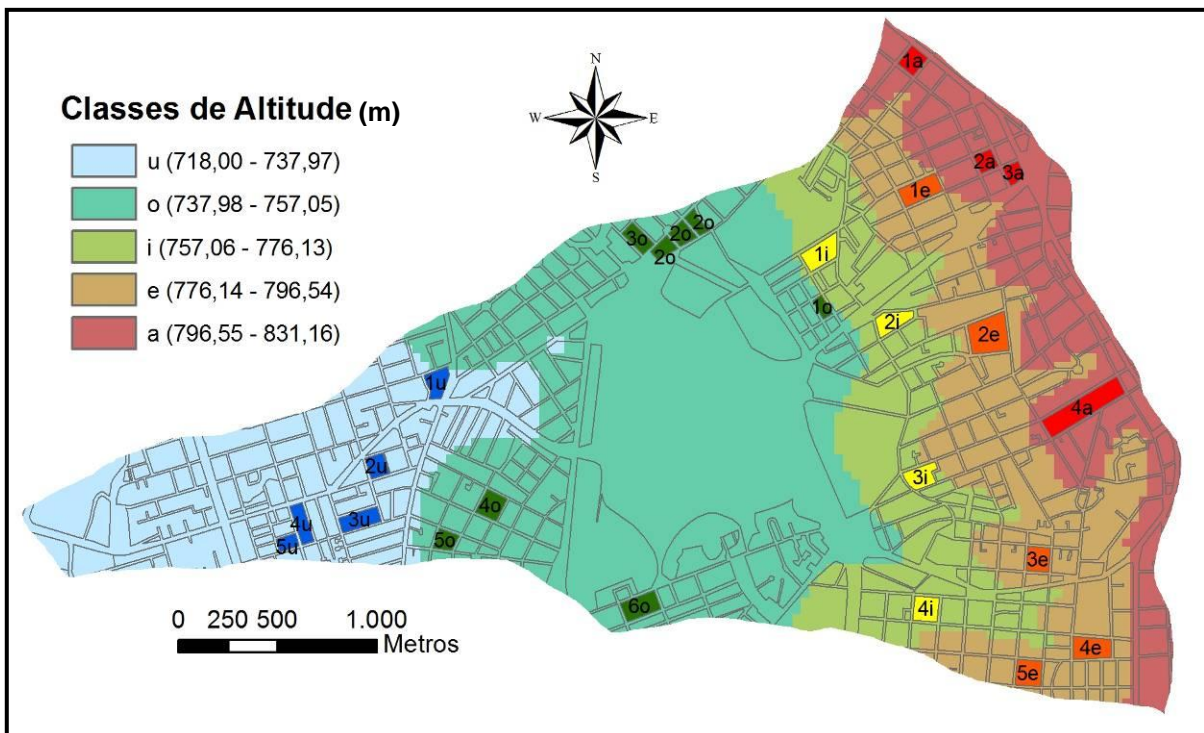 Classes de Altitude (m)
u (718,00 - 737,97)
o (737,98 - 757,05)
i (757,06 - 776,13)
e (776,14 - 796,54)
a (796,55 - 831,16)
N
W E
S
1a
2a
3a
1e
3o
2o
2o
2o
1i
1o
2i
2e
1u
4a
2u
3i
4o
4u
3u
5u
5o
3e
6o
4i
4e
5e
0 250 500 1.000
Metros